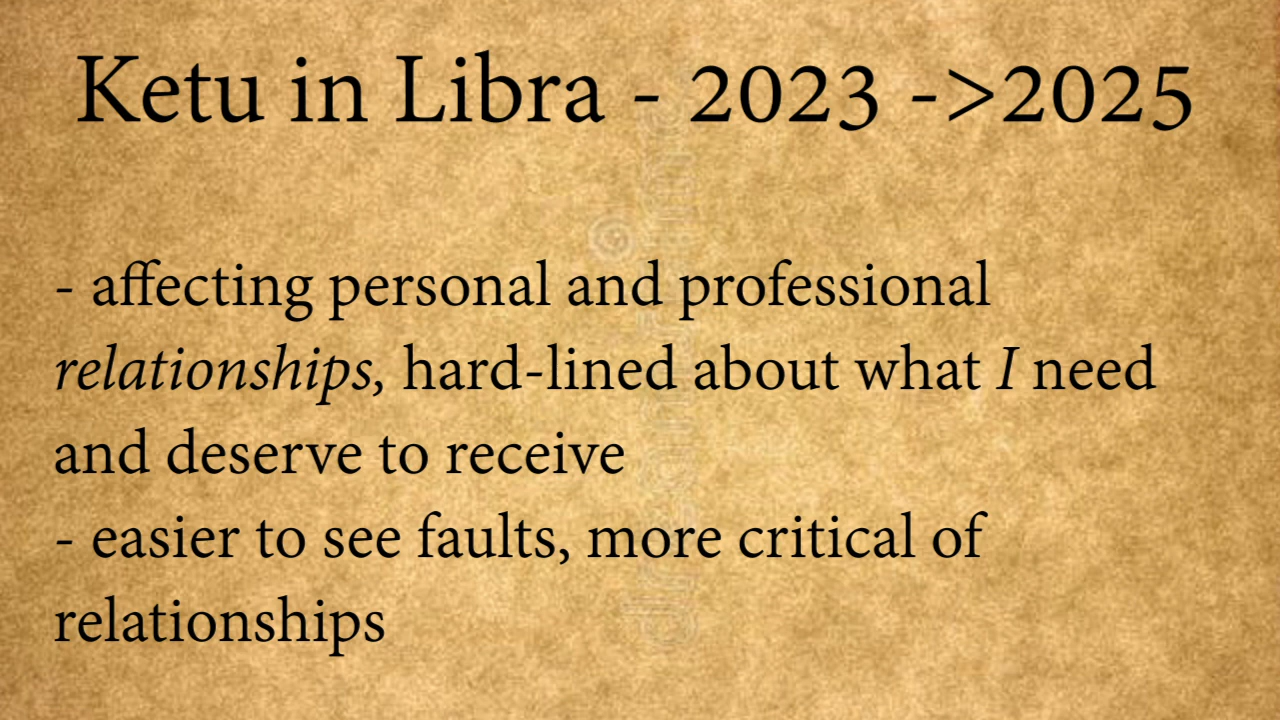 Ketu in Libra - 2023 ->2025
- affecting personal and professional
relationships, hard-lined about what I need
and deserve to receive
- easier to see faults, more critical of
relationships